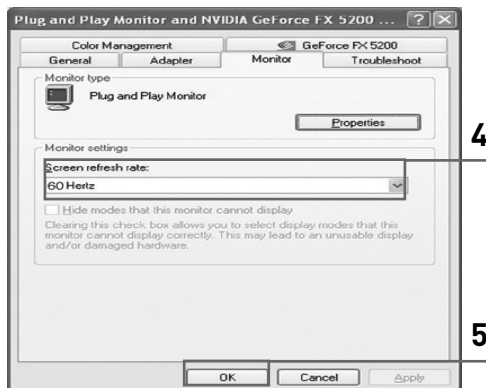 Plug and Play Monitor and NVIDIA GeForce FX 5200 ...
Color Management
GeForce FX 5200
General
Adapter
Monitor
Troubleshoot
Monitor type
Plug and Play Monitor
Properties
4
Monitor settings
Screen refresh rate:
60 Hertz
Hide modes that this monitor cannot display
Clearing this check box allows you to select display modes that this
monitor cannot display correctly. This may lead to an unusable display
and/or damaged hardware.
5
OK
Cancel
Apply